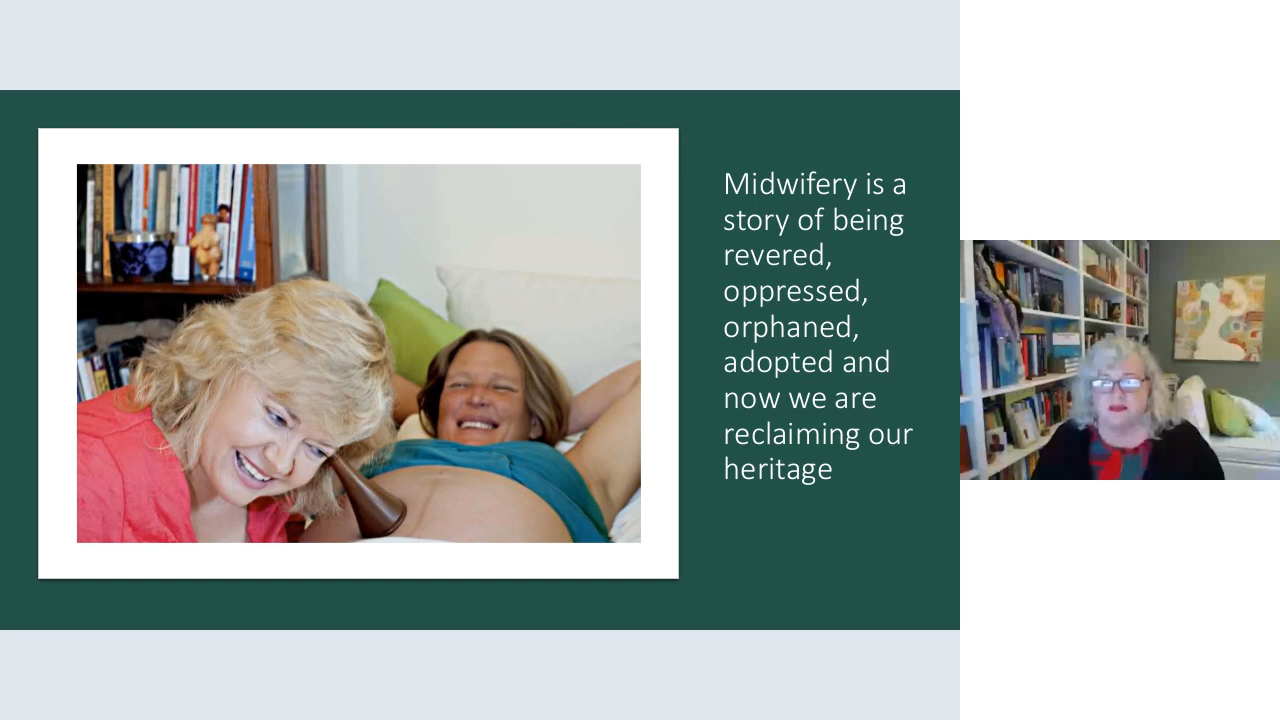 Midwifery is a
story of being
revered,
oppressed,
orphaned,
adopted and
now we are
reclaiming our
heritage